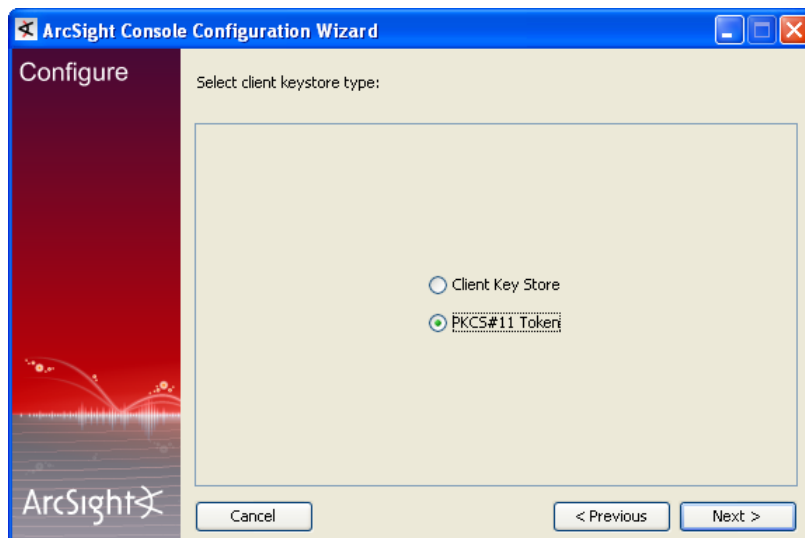 ArcSight Console Configuration Wizard
Configure
Select client keystore type:
Client Key Store
PKCS#11 Token
ArcSight
Cancel
< Previous
Next >